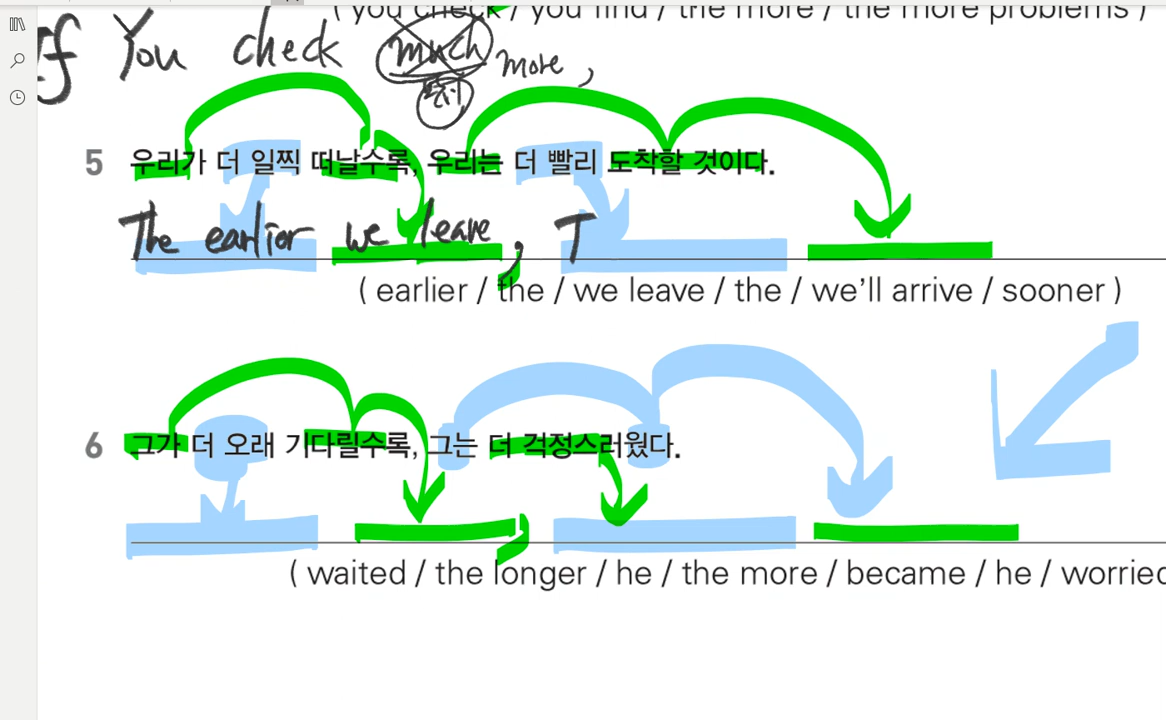 ( you check / you find / the more / the more problems )
If You check much more ,
5 우리가 더 일찍 떠날수록, 우리는 더 빨리 도착할 것이다.
The earlier we leave , T
( earlier / the / we leave / the / we'll arrive / sooner )
6 그가 더 오래 기다릴수록, 그는 더 걱정스러웠다.
( waited / the longer / he / the more / became / he / worried